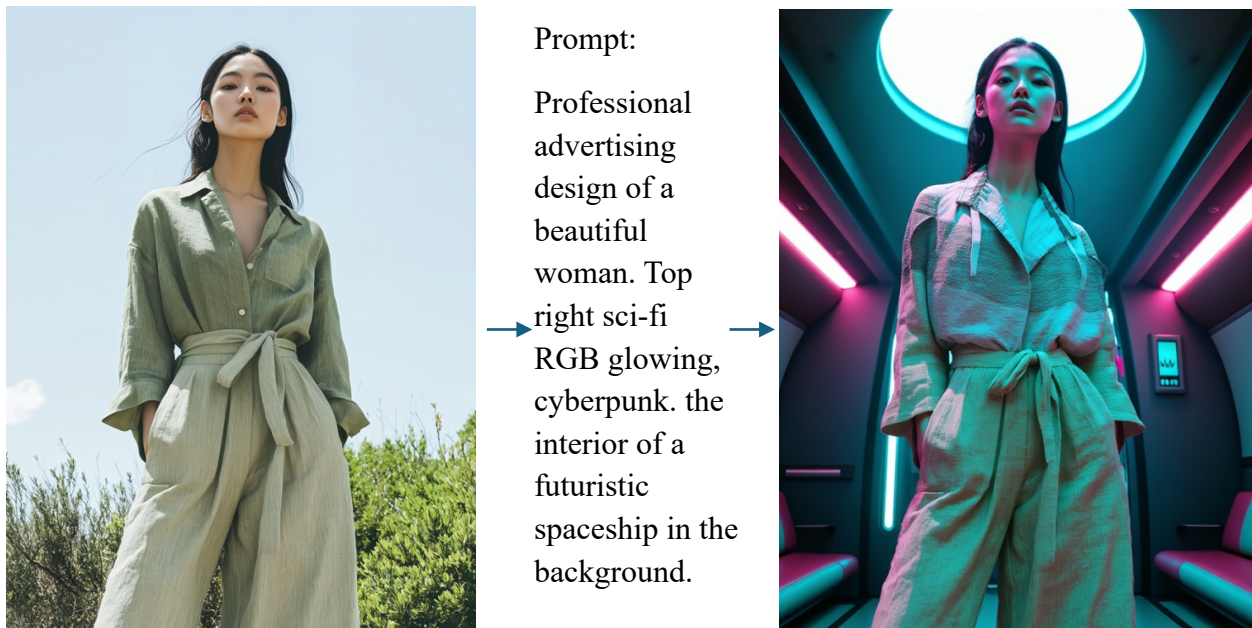 Prompt:
Professional
advertising
design of a
beautiful
woman. Top
right sci-fi
RGB glowing,
cyberpunk. the
interior of a
futuristic
spaceship in the
background.